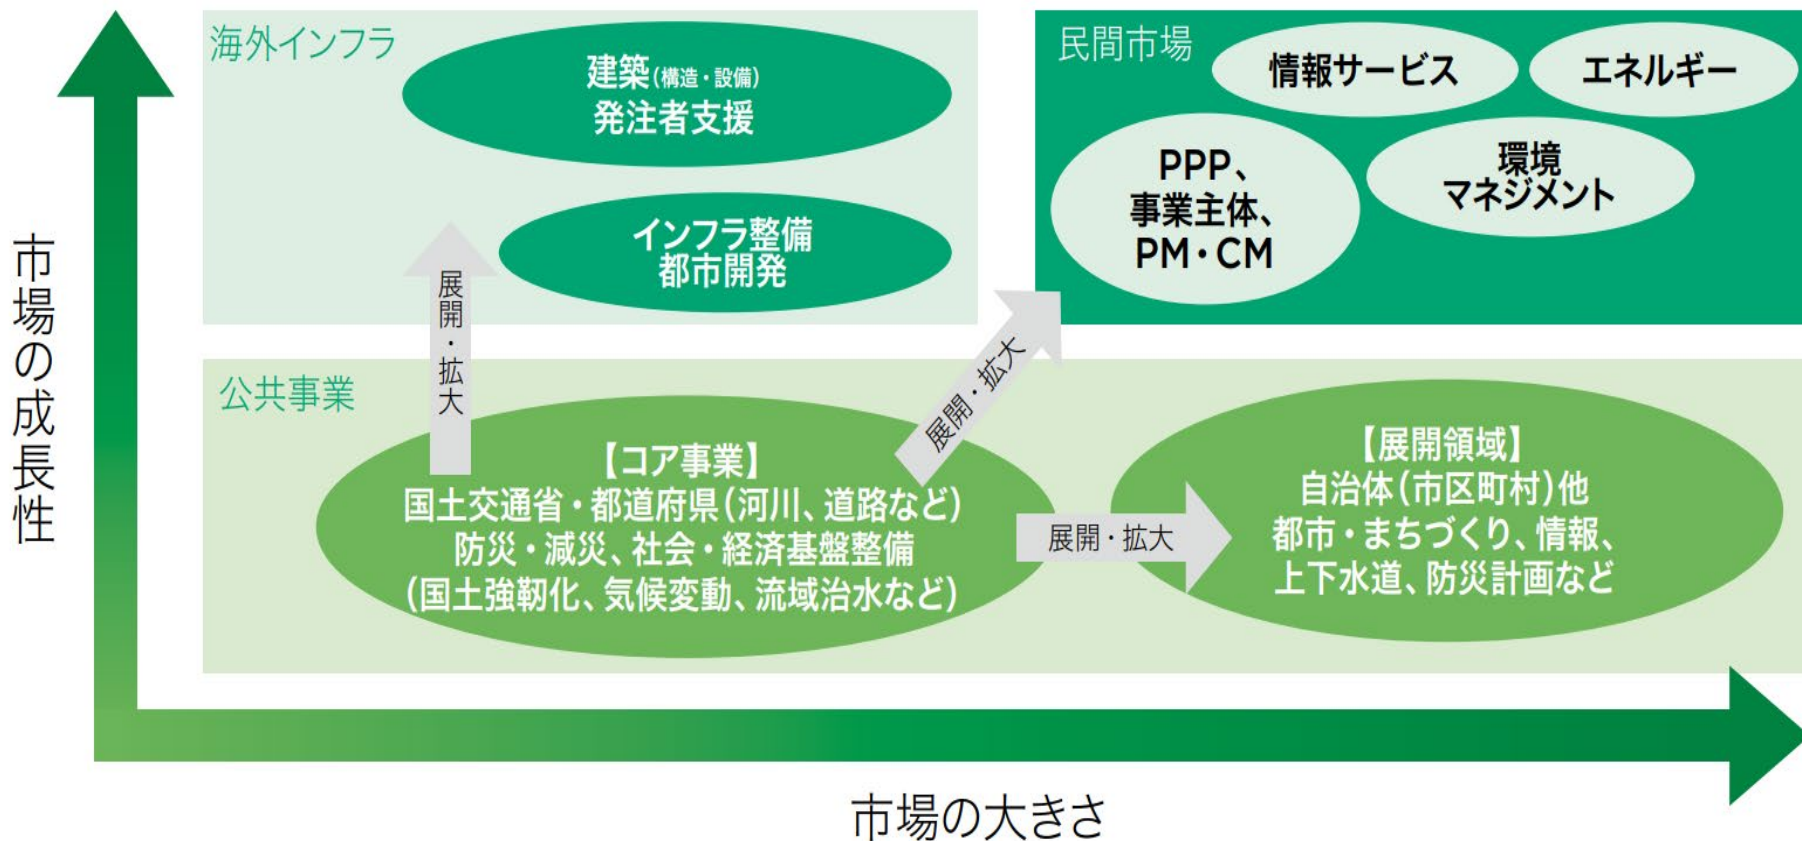 市場の成長性
海外インフラ
建築(構造・設備)
発注者支援
インフラ整備
都市開発
民間市場
情報サービス
エネルギー
PPP、
事業主体、
PM・CM
環境
マネジメント
展開・拡大
展開・拡大
公共事業
【コア事業】
国土交通省・都道府県(河川、道路など)
防災・減災、社会・経済基盤整備
(国土強靭化、気候変動、流域治水など)
展開・拡大
【展開領域】
自治体(市区町村)他
都市・まちづくり、情報、
上下水道、防災計画など
市場の大きさ